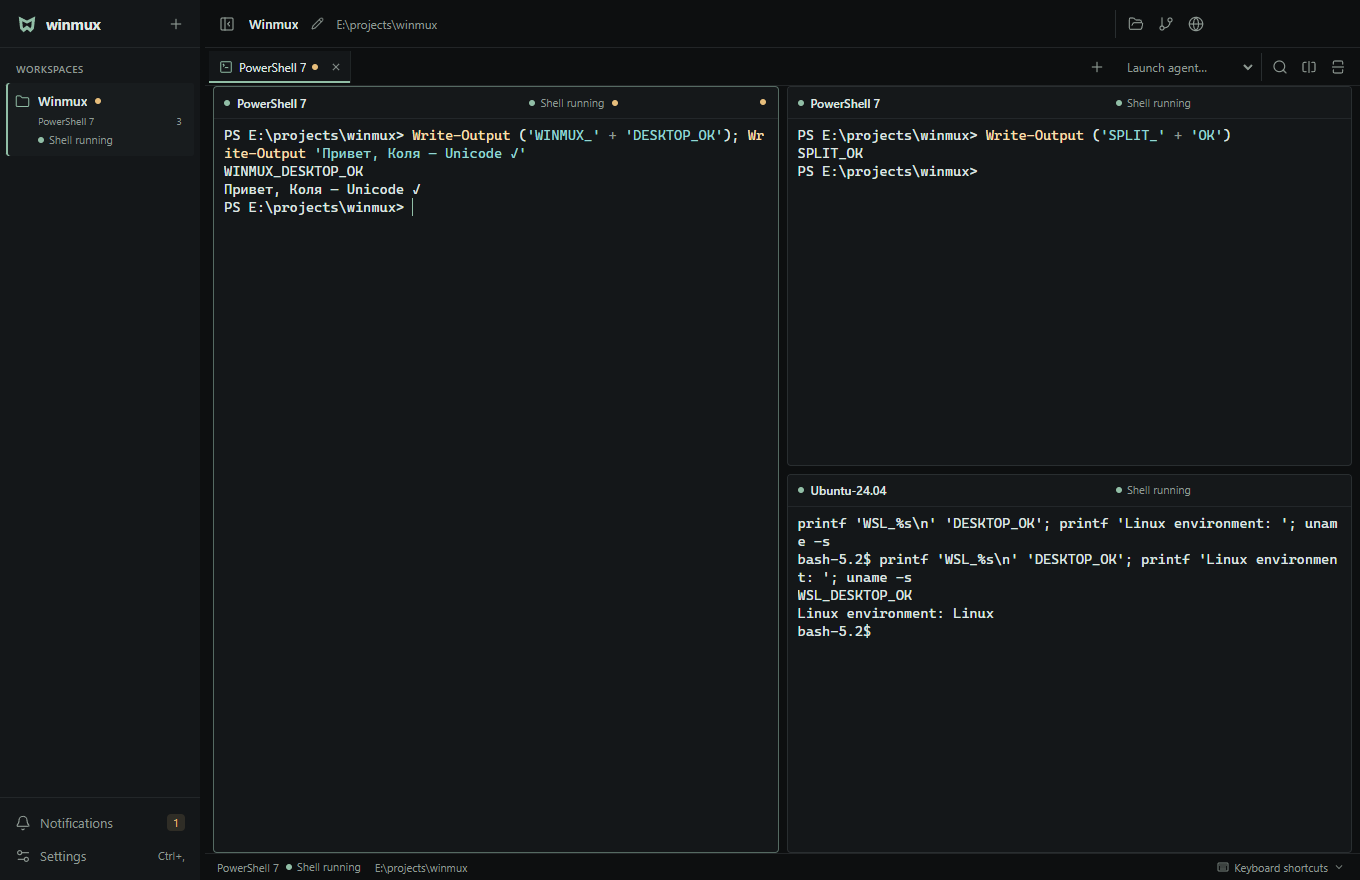 winmux
WORKSPACES
Winmux
PowerShell 7
3
Shell running
Notifications
1
Settings
Ctrl+,
Winmux
E:\projects\winmux
PowerShell 7
Launch agent...
PowerShell 7
Shell running
PS E:\projects\winmux> Write-Output ('WINMUX_' + 'DESKTOP_OK'); Wr
ite-Output 'Привет, Коля — Unicode ✓'
WINMUX_DESKTOP_OK
Привет, Коля — Unicode ✓
PS E:\projects\winmux>
PowerShell 7
Shell running
PS E:\projects\winmux> Write-Output ('SPLIT_' + 'OK')
SPLIT_OK
PS E:\projects\winmux>
Ubuntu-24.04
Shell running
printf 'WSL_%s\n' 'DESKTOP_OK'; printf 'Linux environment: '; unam
e -s
bash-5.2$ printf 'WSL_%s\n' 'DESKTOP_OK'; printf 'Linux environmen
t: '; uname -s
WSL_DESKTOP_OK
Linux environment: Linux
bash-5.2$
PowerShell 7
Shell running
E:\projects\winmux
Keyboard shortcuts